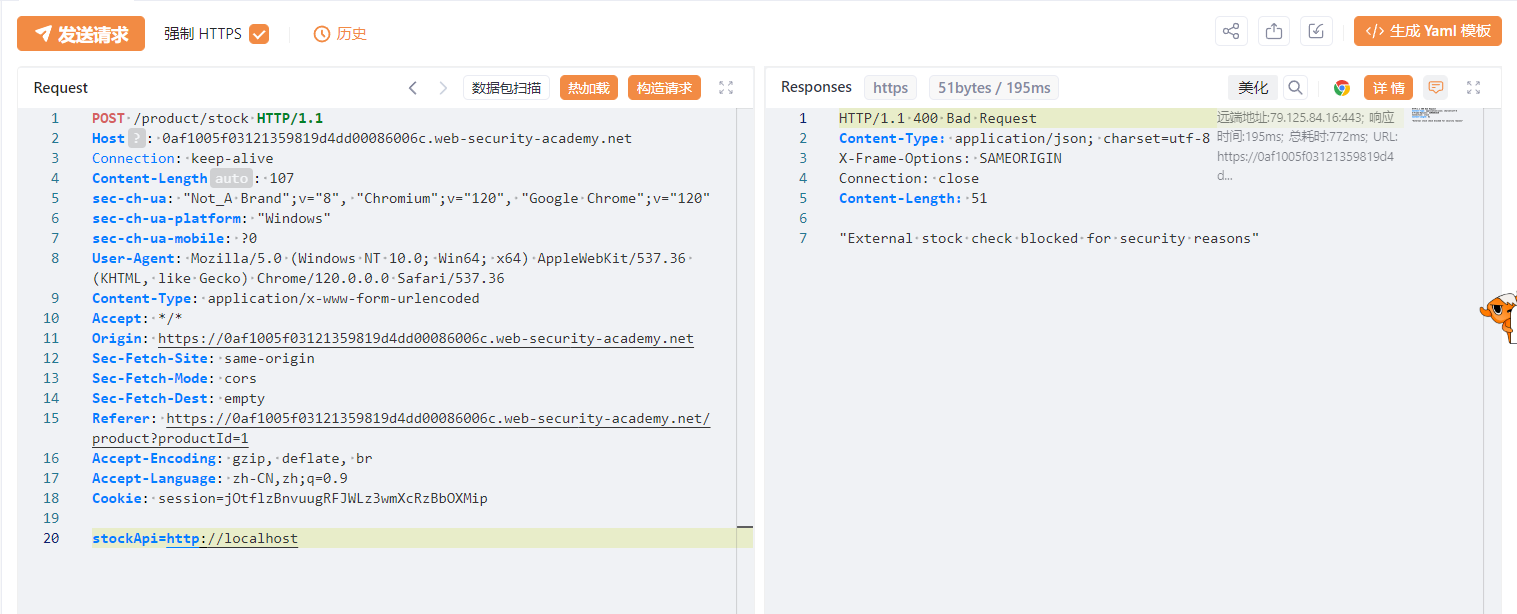 发送请求 强制 HTTPS 历史 </> 生成 Yaml 模板
Request 数据包扫描 热加载 构造请求
1 POST /product/stock HTTP/1.1
2 Host ? : 0af1005f03121359819d4dd00086006c.web-security-academy.net
3 Connection: keep-alive
4 Content-Length auto : 107
5 sec-ch-ua: "Not_A Brand";v="8", "Chromium";v="120", "Google Chrome";v="120"
6 sec-ch-ua-platform: "Windows"
7 sec-ch-ua-mobile: ?0
8 User-Agent: Mozilla/5.0 (Windows NT 10.0; Win64; x64) AppleWebKit/537.36
(KHTML, like Gecko) Chrome/120.0.0.0 Safari/537.36
9 Content-Type: application/x-www-form-urlencoded
10 Accept: */*
11 Origin: https://0af1005f03121359819d4dd00086006c.web-security-academy.net
12 Sec-Fetch-Site: same-origin
13 Sec-Fetch-Mode: cors
14 Sec-Fetch-Dest: empty
15 Referer: https://0af1005f03121359819d4dd00086006c.web-security-academy.net/
product?productId=1
16 Accept-Encoding: gzip, deflate, br
17 Accept-Language: zh-CN,zh;q=0.9
18 Cookie: session=jOtflzBnvuugRFJWLz3wmXcRzBbOXMip
19
20 stockApi=http://localhost
Responses https 51bytes / 195ms 美化 详情
1 HTTP/1.1 400 Bad Request
2 Content-Type: application/json; charset=utf-8
3 X-Frame-Options: SAMEORIGIN
4 Connection: close
5 Content-Length: 51
6
7 "External stock check blocked for security reasons"
远端地址:79.125.84.16:443; 响应
时间:195ms; 总耗时:772ms; URL:
https://0af1005f03121359819d4
d...